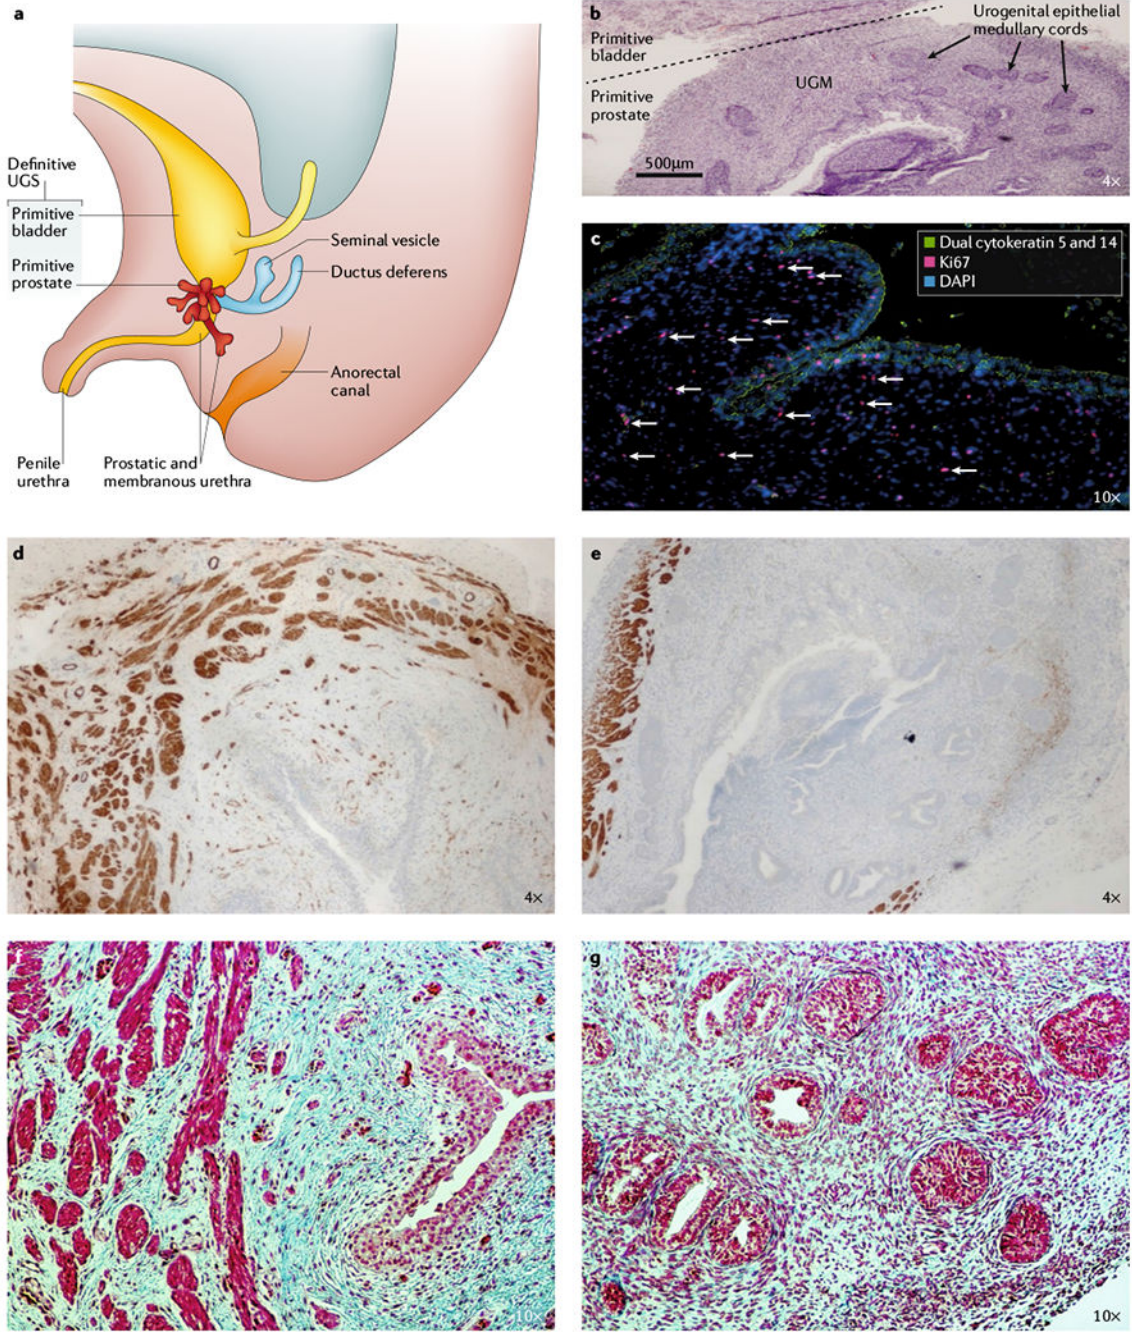 a
Definitive
UGS
Primitive
bladder
Primitive
prostate
Seminal vesicle
Ductus deferens
Anorectal
canal
Penile
urethra
Prostatic and
membranous urethra
b
Primitive
bladder
Primitive
prostate
UGM
Urogenital epithelial
medullary cords
500μm
4×
c
Dual cytokeratin 5 and 14
Ki67
DAPI
10×
d
4×
e
4×
f
10×
g
10×